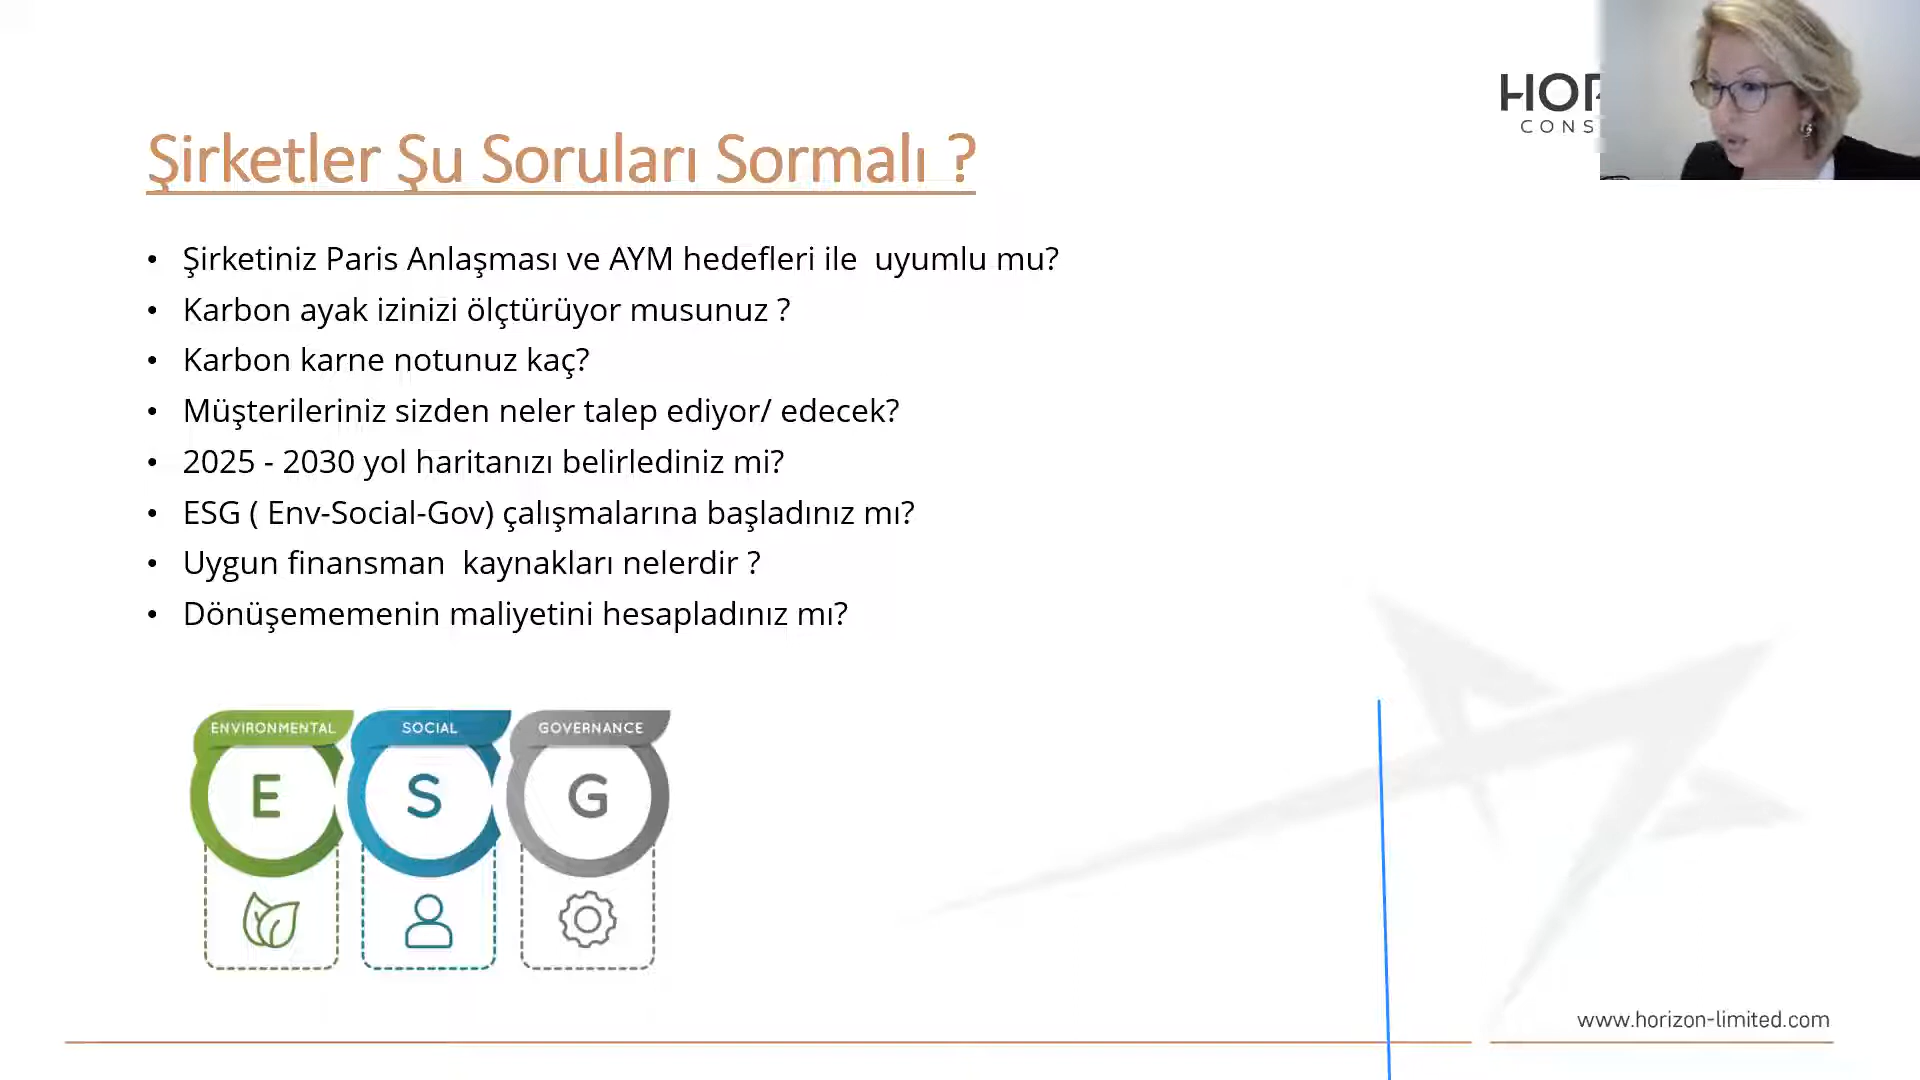 Şirketler Şu Soruları Sormalı ?
• Şirketiniz Paris Anlaşması ve AYM hedefleri ile  uyumlu mu?
• Karbon ayak izinizi ölçtürüyor musunuz ?
• Karbon karne notunuz kaç?
• Müşterileriniz sizden neler talep ediyor/ edecek?
• 2025 - 2030 yol haritanızı belirlediniz mi?
• ESG ( Env-Social-Gov) çalışmalarına başladınız mı?
• Uygun finansman  kaynakları nelerdir ?
• Dönüşememenin maliyetini hesapladınız mı?
ENVIRONMENTAL SOCIAL GOVERNANCE
E S G
www.horizon-limited.com